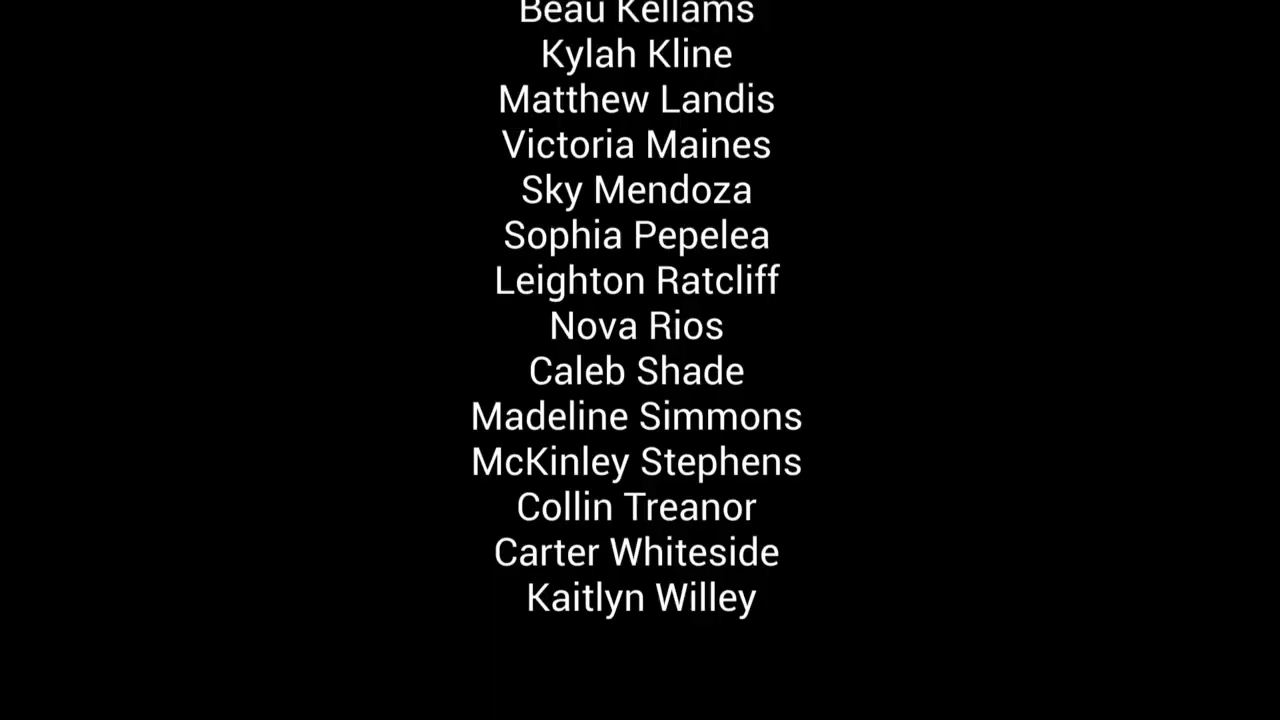 Beau Kellams
Kylah Kline
Matthew Landis
Victoria Maines
Sky Mendoza
Sophia Pepelea
Leighton Ratcliff
Nova Rios
Caleb Shade
Madeline Simmons
McKinley Stephens
Collin Treanor
Carter Whiteside
Kaitlyn Willey